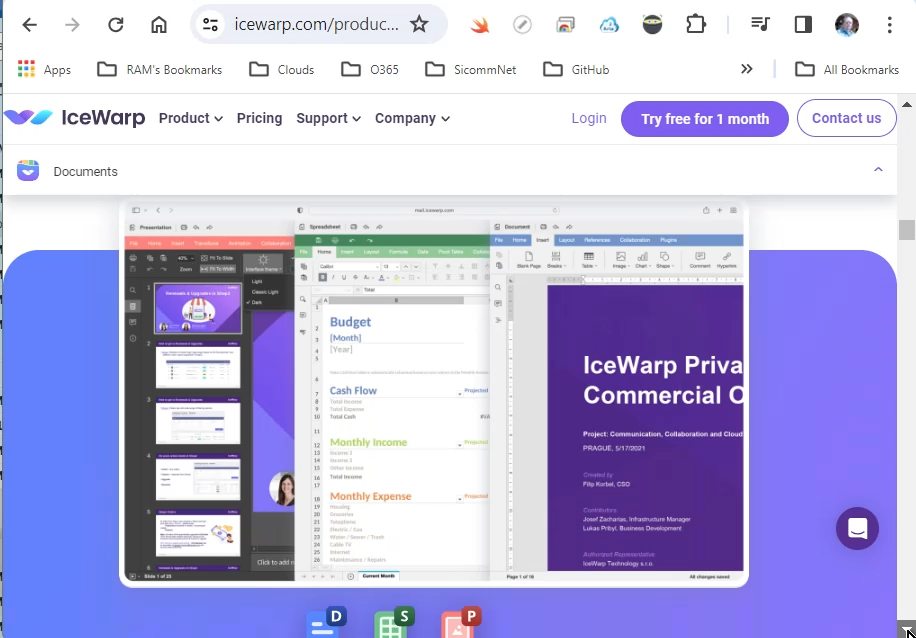 icewarp.com/produc...
Apps
RAM's Bookmarks
Clouds
O365
SicommNet
GitHub
All Bookmarks
IceWarp
Product
Pricing
Support
Company
Login
Try free for 1 month
Contact us
Documents
mail.icewarp.com
Presentation
File Home Insert Transitions Animation Collaboration
40%
Zoom
Fit To Slide
Fit To Width
Interface theme
Light
Classic Light
Dark
1
2
3
4
5
6
Slide 1 of 23
Click to add n
Spreadsheet
File Home Insert Layout Formula Data Pivot Table
Calibri
Total
B
Budget
[Month]
[Year]
Cash Flow
Projected
Total Income
Total Expense
Total Cash
Monthly Income
Projected
Income 1
Income 2
Other Income
Total Income
Monthly Expense
Projected
Housing
Groceries
Telephone
Electric / Gas
Water / Sewer / Trash
Cable TV
Internet
Maintenance / Repairs
Current Month
Document
File Home Insert Layout References Collaboration Plugins
Blank Page
Breaks
Table
Image
Chart
Shape
Comment
Hyperlink
IceWarp Priva
Commercial O
Project: Communication, Collaboration and Cloud
PRAGUE, 5/17/2021
Created by
Filip Korbel, CSO
Contributors
Josef Zacharias, Infrastructure Manager
Lukas Pribyl, Business Development
Authorized Representative
IceWarp Technology s.r.o.
Page 1 of 16
All changes saved
D
S
P